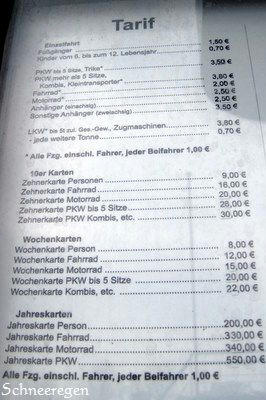 Tarif
Einzelfahrt
Fußgänger 1,50 €
Kinder vom 6. bis zum 12. Lebensjahr 0,70 €
PKW bis 5 Sitze, Trike* 3,50 €
PKW mehr als 5 Sitze,
Kombis, Kleintransporter* 3,80 €
Fahrrad* 2,00 €
Motorrad* 2,50 €
Anhänger (einachsig) 2,50 €
Sonstige Anhänger (zweiachsig) 3,50 €
LKW* bis 5t zul. Ges.-Gew., Zugmaschinen 3,80 €
- jede weitere Tonne 0,70 €
* Alle Fzg. einschl. Fahrer, jeder Beifahrer 1,00 €
10er Karten
Zehnerkarte Personen 9,00 €
Zehnerkarte Fahrrad 16,00 €
Zehnerkarte Motorrad 20,00 €
Zehnerkarte PKW bis 5 Sitze 28,00 €
Zehnerkarte PKW Kombis, etc. 30,00 €
Wochenkarten
Wochenkarte Person 8,00 €
Wochenkarte Fahrrad 12,00 €
Wochenkarte Motorrad 15,00 €
Wochenkarte PKW bis 5 Sitze 20,00 €
Wochenkarte Kombis, etc. 22,00 €
Jahreskarten
Jahreskarte Person 200,00 €
Jahreskarte Fahrrad 330,00 €
Jahreskarte Motorrad 340,00 €
Jahreskarte PKW 550,00 €
Alle Fzg. einschl. Fahrer, jeder Beifahrer 1,00 €
Schneeregen